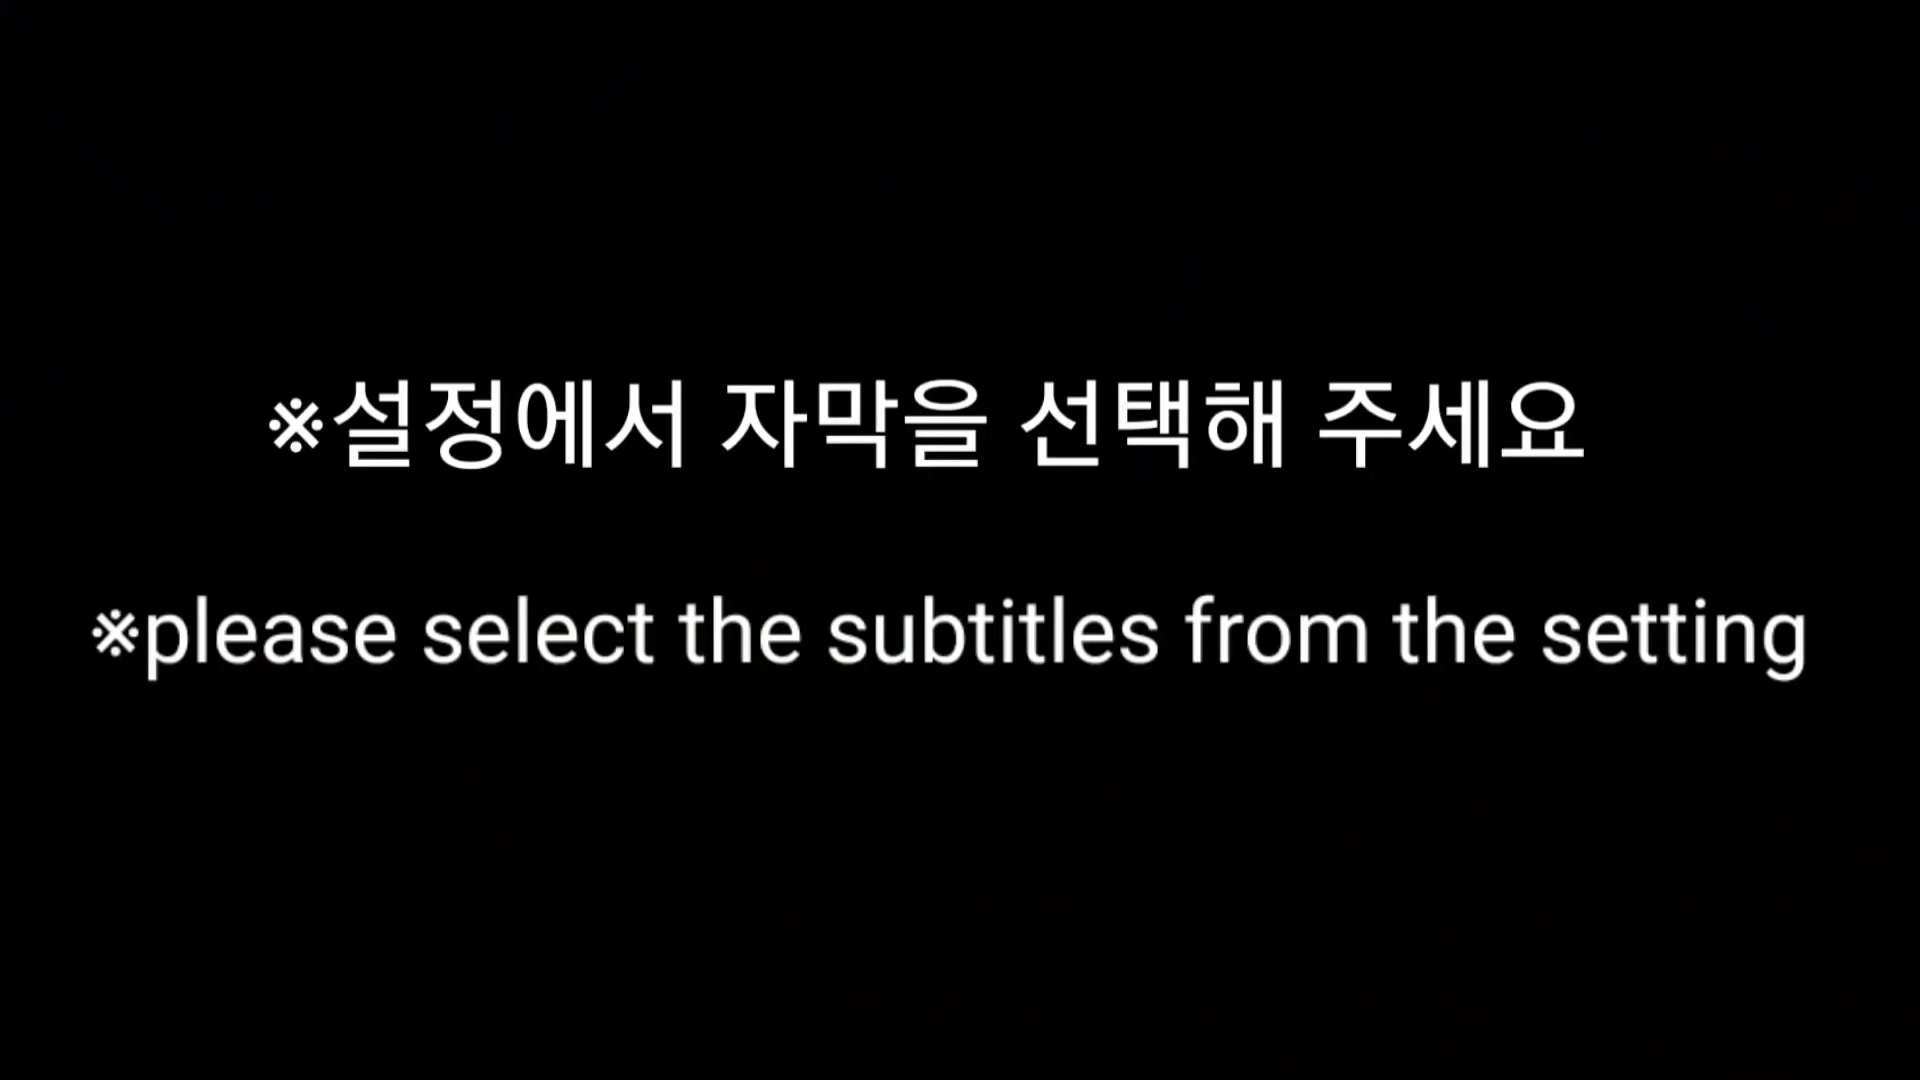 ※설정에서 자막을 선택해 주세요
※please select the subtitles from the setting